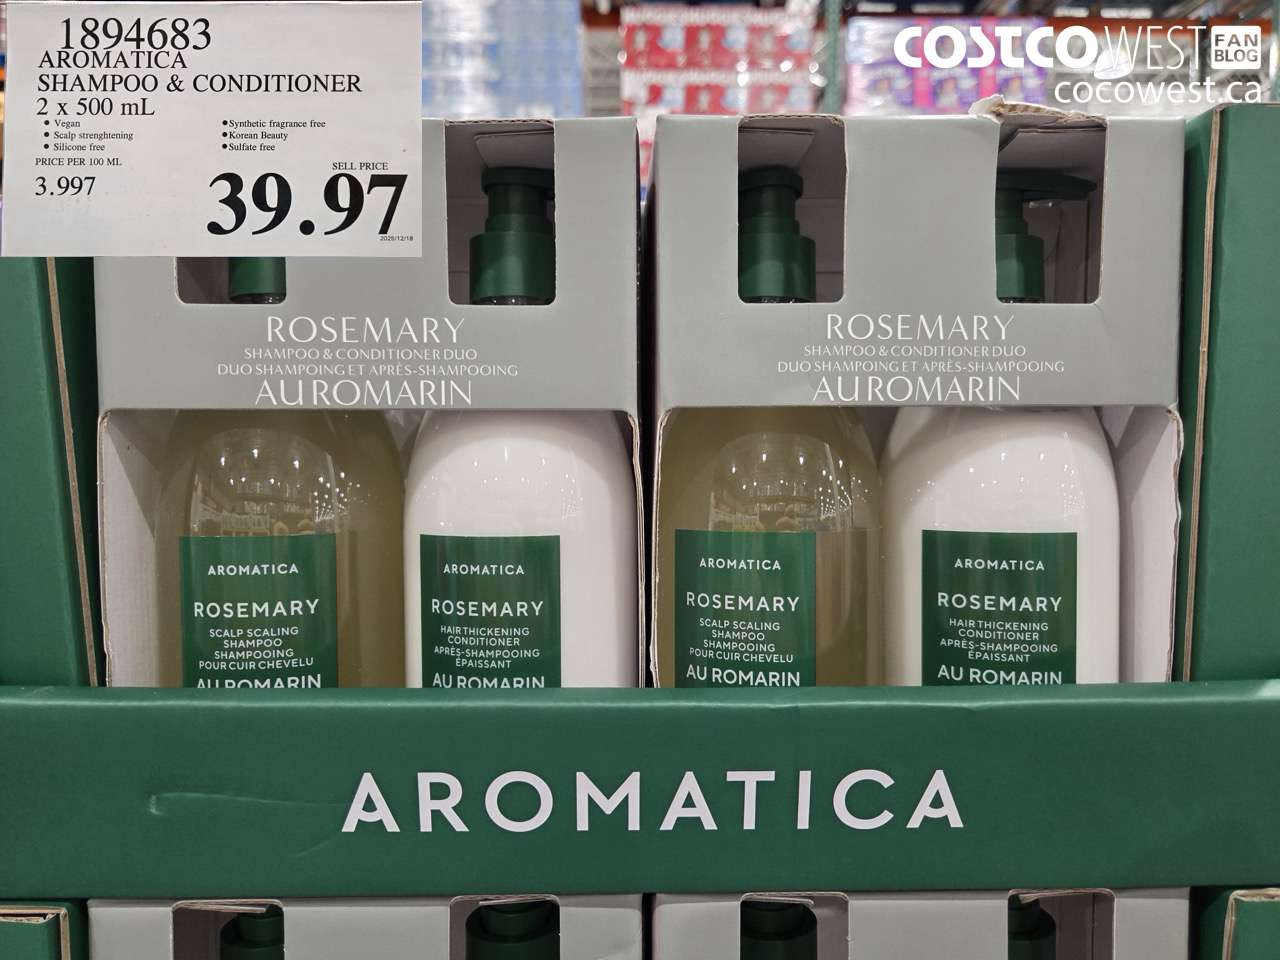 1894683
AROMATICA
SHAMPOO & CONDITIONER
2 x 500 mL
• Vegan
• Scalp strenghtening
• Silicone free
•Synthetic fragrance free
•Korean Beauty
•Sulfate free
PRICE PER 100 ML
3.997
SELL PRICE
39.97
2025/12/18
COSTCO WEST FAN BLOG
cocowest.ca
ROSEMARY
SHAMPOO & CONDITIONER DUO
DUO SHAMPOING ET APRÈS-SHAMPOOING
AU ROMARIN
ROSEMARY
SHAMPOO & CONDITIONER DUO
DUO SHAMPOING ET APRÈS-SHAMPOOING
AU ROMARIN
AROMATICA
ROSEMARY
SCALP SCALING
SHAMPOO
SHAMPOOING
POUR CUIR CHEVELU
AU ROMARIN
AROMATICA
ROSEMARY
HAIR THICKENING
CONDITIONER
APRÈS-SHAMPOOING
ÉPAISSANT
AU ROMARIN
AROMATICA
ROSEMARY
SCALP SCALING
SHAMPOO
SHAMPOOING
POUR CUIR CHEVELU
AU ROMARIN
AROMATICA
ROSEMARY
HAIR THICKENING
CONDITIONER
APRÈS-SHAMPOOING
ÉPAISSANT
AU ROMARIN
AROMATICA